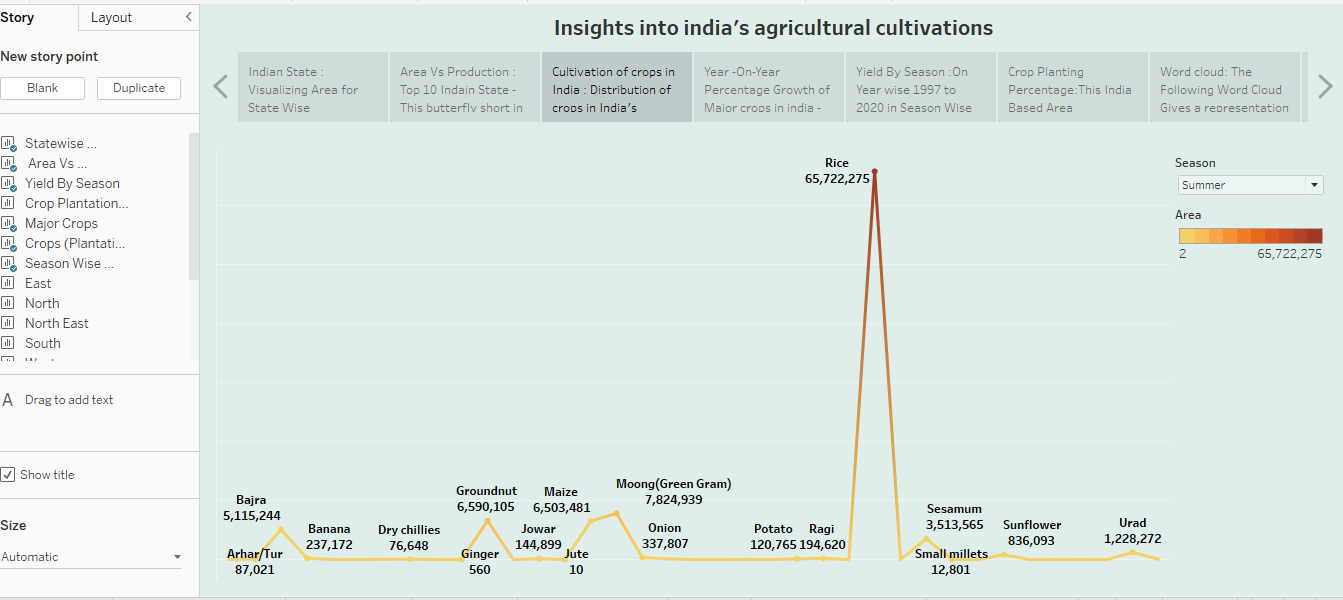 Story
Layout
New story point
Blank
Duplicate
Statewise ...
Area Vs ...
Yield By Season
Crop Plantation...
Major Crops
Crops (Plantati...
Season Wise ...
East
North
North East
South
A Drag to add text
Show title
Size
Automatic
Insights into india's agricultural cultivations
Indian State :
Visualizing Area for
State Wise
Area Vs Production :
Top 10 Indain State -
This butterfly short in
Cultivation of crops in
India : Distribution of
crops in India's
Year -On-Year
Percentage Growth of
Major crops in india -
Yield By Season :On
Year wise 1997 to
2020 in Season Wise
Crop Planting
Percentage:This India
Based Area
Word cloud: The
Following Word Cloud
Gives a representation
Season
Summer
Area
2
65,722,275
Rice
65,722,275
Bajra
5,115,244
Arhar/Tur
87,021
Banana
237,172
Dry chillies
76,648
Groundnut
6,590,105
Ginger
560
Jowar
144,899
Maize
6,503,481
Jute
10
Moong(Green Gram)
7,824,939
Onion
337,807
Potato
120,765
Ragi
194,620
Sesamum
3,513,565
Small millets
12,801
Sunflower
836,093
Urad
1,228,272